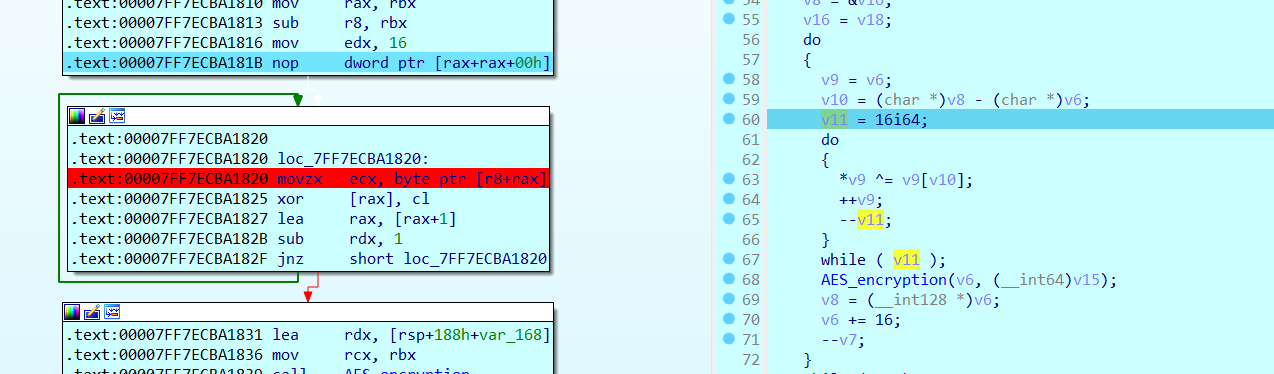 .text:00007FF7ECBA1810 mov     rax, rbx
.text:00007FF7ECBA1813 sub     r8, rbx
.text:00007FF7ECBA1816 mov     edx, 16
.text:00007FF7ECBA181B nop     dword ptr [rax+rax+00h]
.text:00007FF7ECBA1820
.text:00007FF7ECBA1820 loc_7FF7ECBA1820:
.text:00007FF7ECBA1820 movzx   ecx, byte ptr [r8+rax]
.text:00007FF7ECBA1825 xor     [rax], cl
.text:00007FF7ECBA1827 lea     rax, [rax+1]
.text:00007FF7ECBA182B sub     rdx, 1
.text:00007FF7ECBA182F jnz     short loc_7FF7ECBA1820
.text:00007FF7ECBA1831 lea     rdx, [rsp+188h+var_168]
.text:00007FF7ECBA1836 mov     rcx, rbx
.text:00007FF7ECBA1839 call    AES_encryption
54 v8 = &v16;
55 v16 = v18;
56 do
57 {
58 v9 = v6;
59 v10 = (char *)v8 - (char *)v6;
60 v11 = 16i64;
61 do
62 {
63 *v9 ^= v9[v10];
64 ++v9;
65 --v11;
66 }
67 while ( v11 );
68 AES_encryption(v6, (__int64)v15);
69 v8 = (__int128 *)v6;
70 v6 += 16;
71 --v7;
72 }